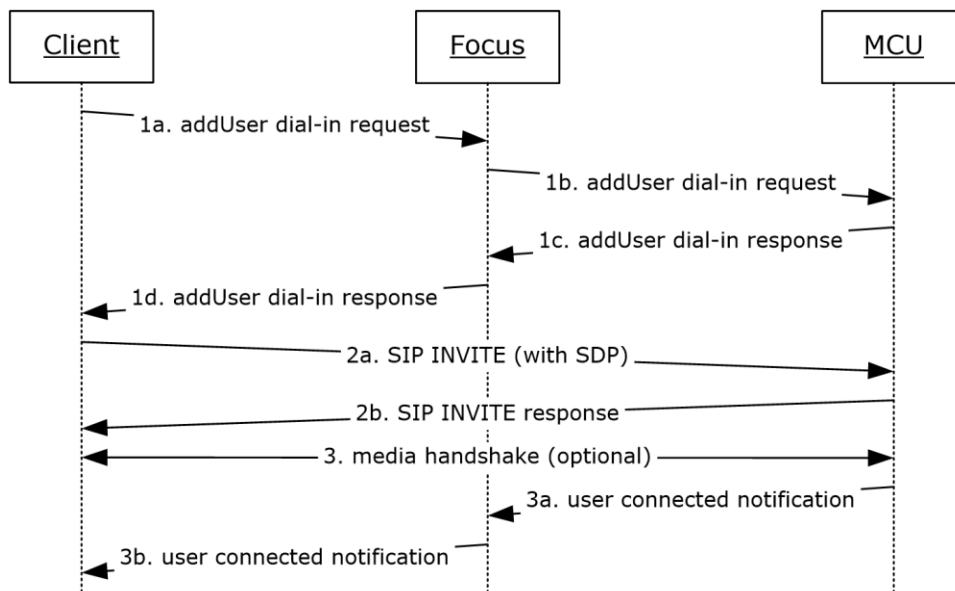 Client
Focus
MCU
1a. addUser dial-in request
1b. addUser dial-in request
1c. addUser dial-in response
1d. addUser dial-in response
2a. SIP INVITE (with SDP)
2b. SIP INVITE response
3. media handshake (optional)
3a. user connected notification
3b. user connected notification